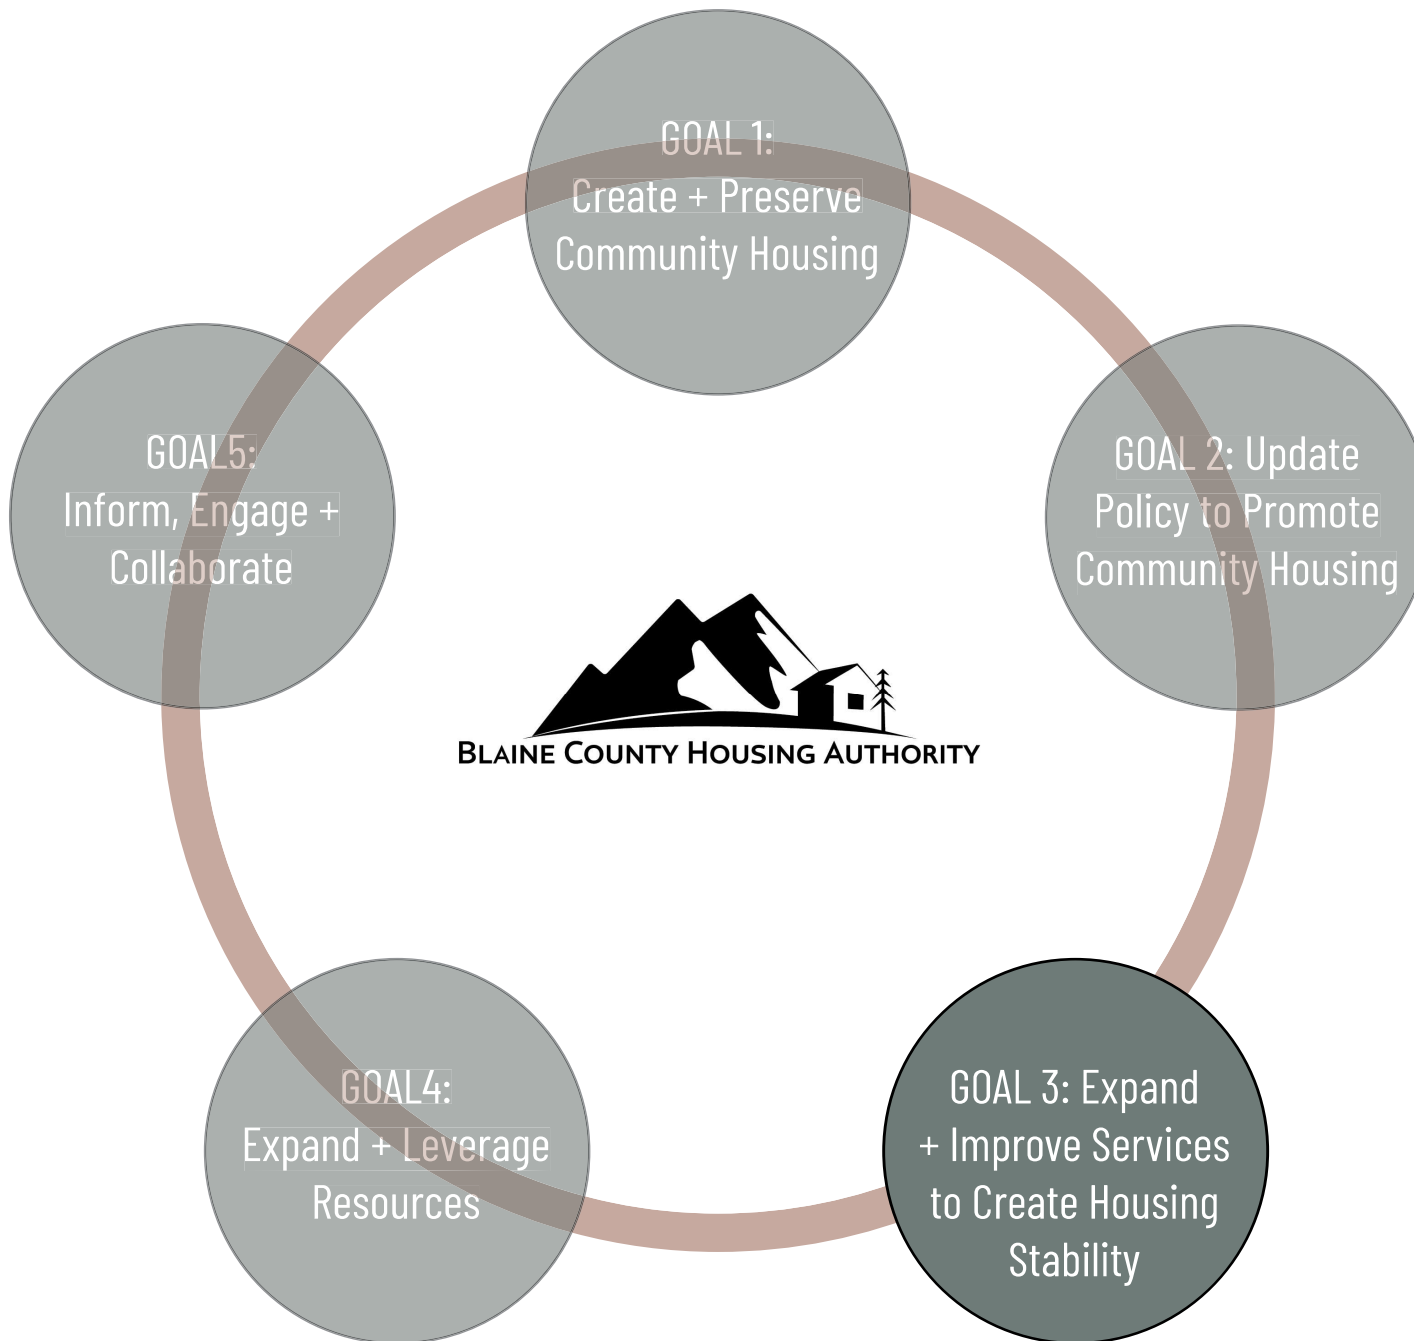 GOAL 1:
Create + Preserve
Community Housing
GOAL 2: Update
Policy to Promote
Community Housing
GOAL 3: Expand
+ Improve Services
to Create Housing
Stability
GOAL4:
Expand + Leverage
Resources
GOAL5:
Inform, Engage +
Collaborate
BLAINE COUNTY HOUSING AUTHORITY